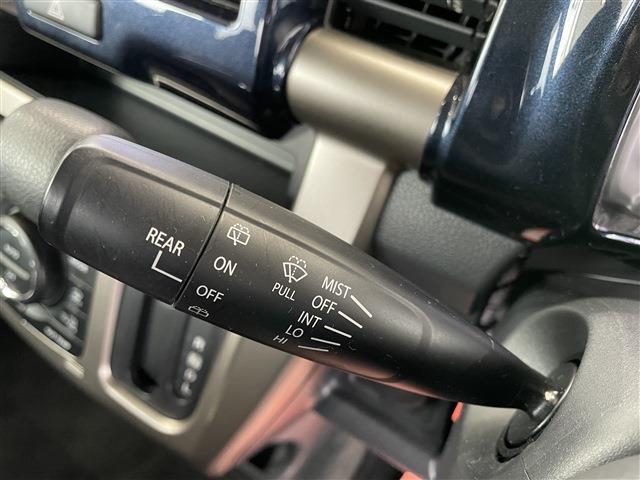 REAR
ON
OFF
PULL
MIST
OFF
INT
LO
HI